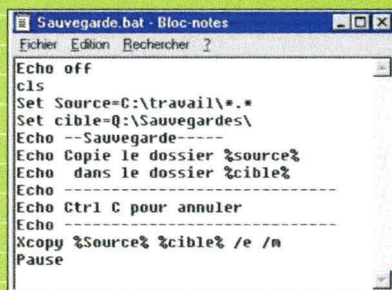 Sauvegarde.bat - Bloc-notes
Fichier Edition Rechercher ?
Echo off
cls
Set Source=C:\travail\*.*
Set cible=Q:\Sauvegardes\
Echo --Sauvegarde-----
Echo Copie le dossier %source%
Echo  dans le dossier %cible%
Echo ------------------------------
Echo Ctrl C pour annuler
Echo ------------------------------
Xcopy %Source% %cible% /e /m
Pause